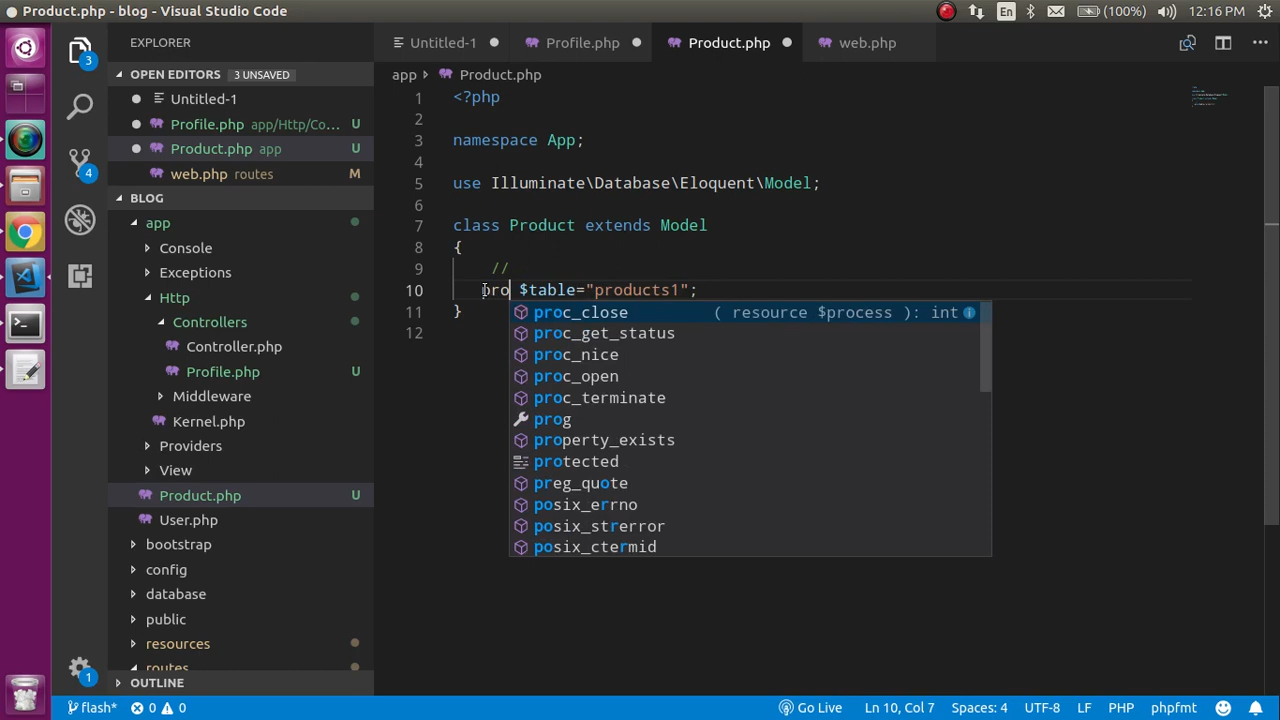 Product.php - blog - Visual Studio Code
En
(100%)
12:16 PM
EXPLORER
Untitled-1
Profile.php
Product.php
web.php
3
OPEN EDITORS 3 UNSAVED
Untitled-1
Profile.php app/Http/Co...
U
Product.php app
U
web.php routes
M
4
BLOG
app
Console
Exceptions
Http
Controllers
Controller.php
Profile.php
U
Middleware
Kernel.php
Providers
View
Product.php
U
User.php
bootstrap
config
database
public
resources
routes
OUTLINE
1
app Product.php
1 <?php
2
3 namespace App;
4
5 use Illuminate\Database\Eloquent\Model;
6
7 class Product extends Model
8 {
9 //
10 pro $table="products1";
11 }
12
proc_close ( resource $process ): int
proc_get_status
proc_nice
proc_open
proc_terminate
prog
property_exists
protected
preg_quote
posix_errno
posix_strerror
posix_ctermid
flash* 0 0
Go Live Ln 10, Col 7 Spaces: 4 UTF-8 LF PHP phpfmt